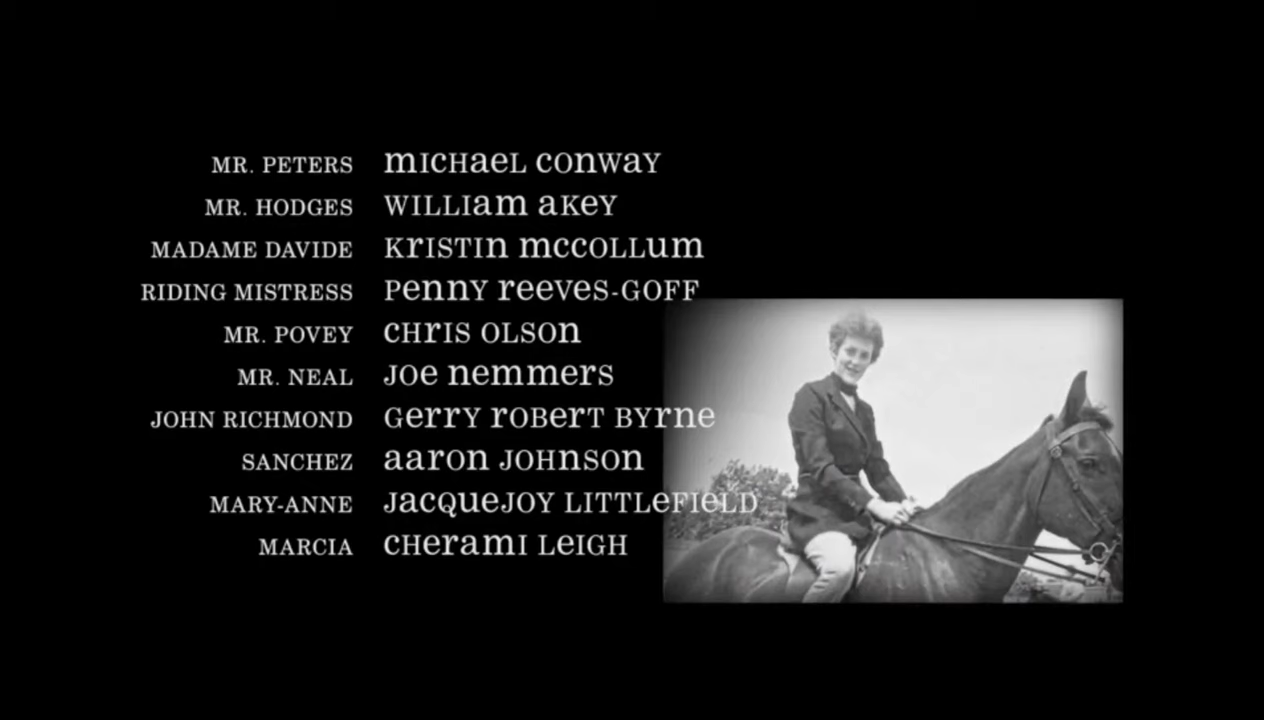 MR. PETERS mICHaeL conwaY
MR. HODGES WILLIam aKeY
MADAME DAVIDE KrISTIn mccOLLum
RIDING MISTRESS Penny reeves-GOFF
MR. POVEY CHrIS OLSOn
MR. NEAL JOe nemmers
JOHN RICHMOND Gerry roBerT BYrne
SANCHEZ aaron JOHnson
MARY-ANNE JacqueJOY LITTLeFIeLD
MARCIA CHeramI LeIGH